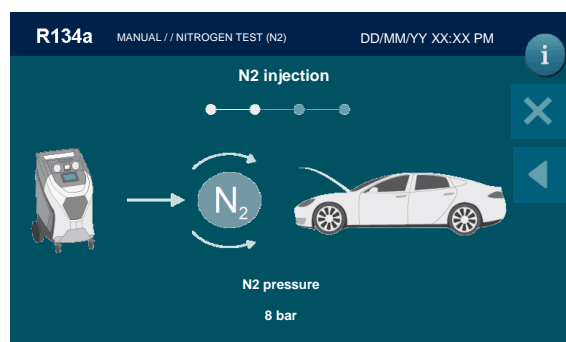 R134a MANUAL / / NITROGEN TEST (N2) DD/MM/YY XX:XX PM
i
N2 injection
N2
N2 pressure
8 bar